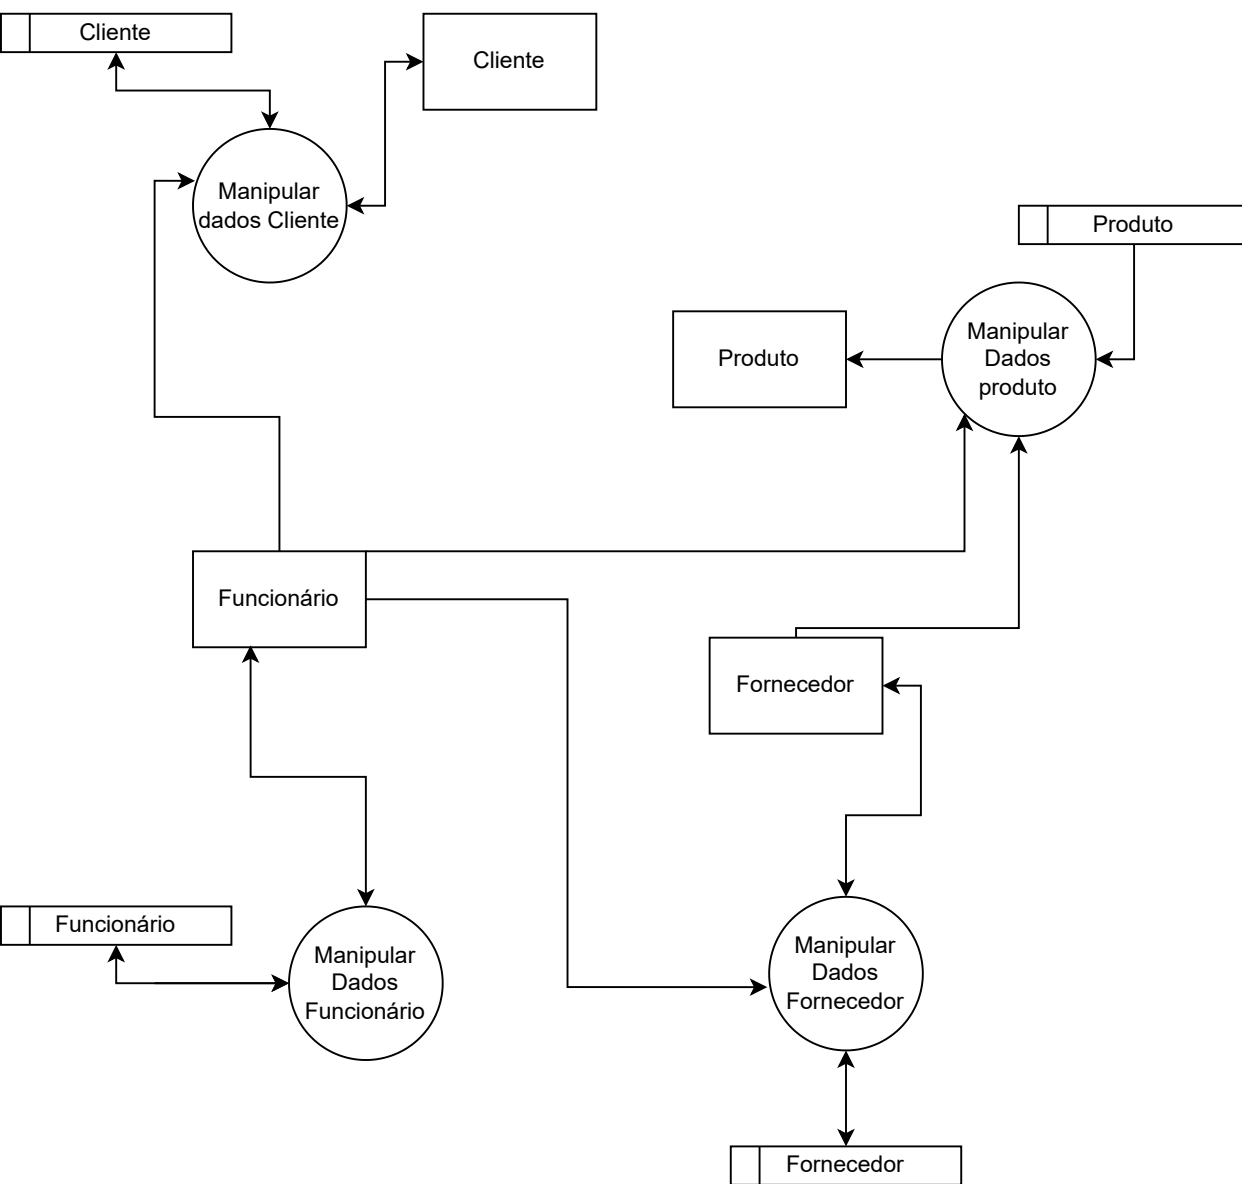 Cliente
Cliente
Manipular
dados Cliente
Produto
Manipular
Dados
produto
Produto
Funcionário
Fornecedor
Funcionário
Manipular
Dados
Funcionário
Manipular
Dados
Fornecedor
Fornecedor